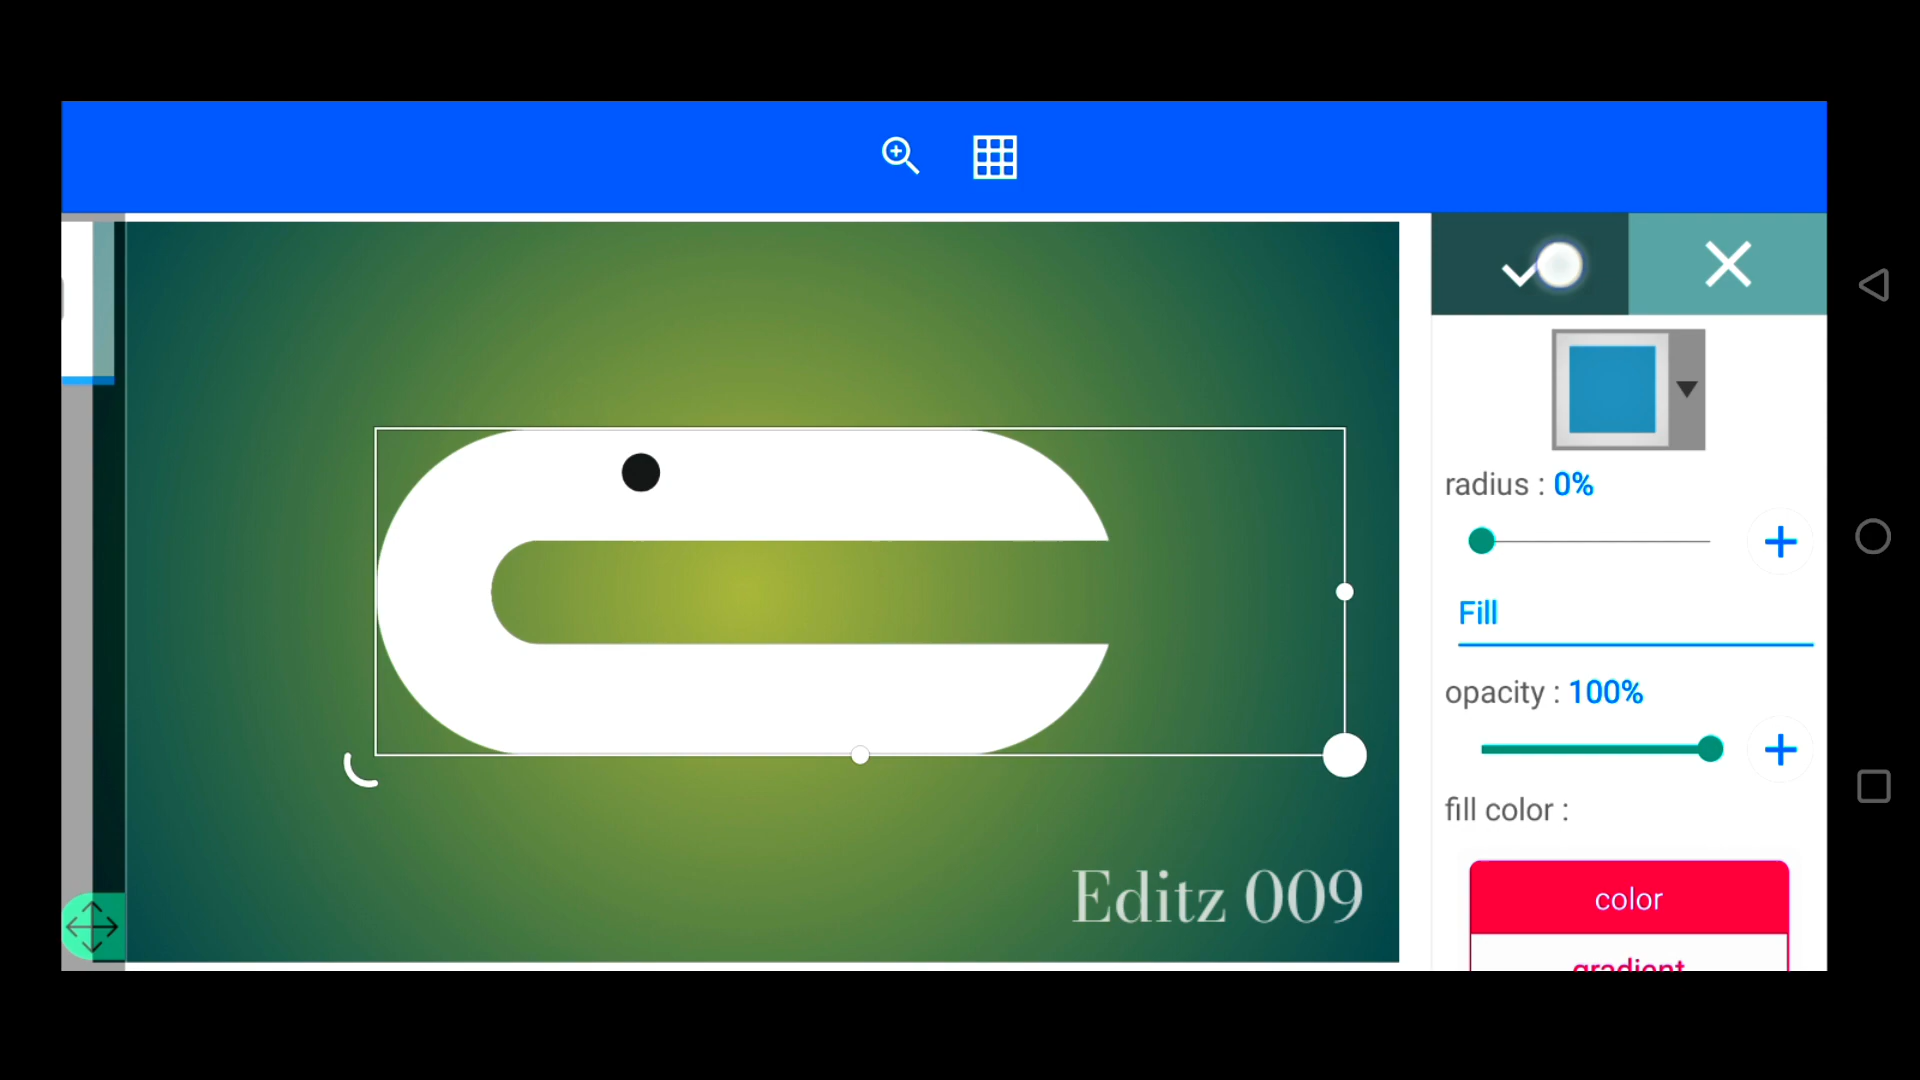 radius : 0%
Fill
opacity : 100%
fill color :
color
gradient
Editz 009